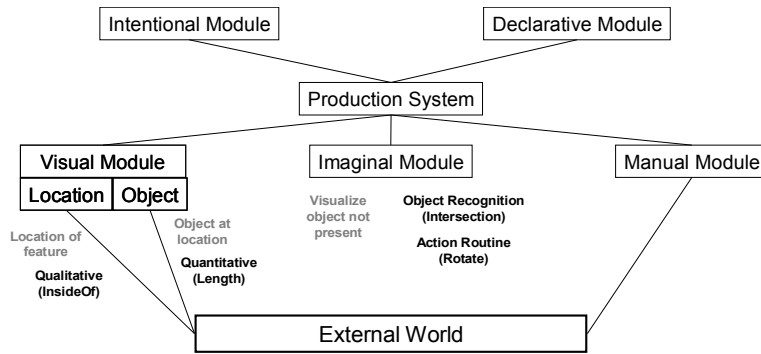 Intentional Module
Declarative Module
Production System
Visual Module
Imaginal Module
Manual Module
Location
Object
Location of
feature
Qualitative
(InsideOf)
Object at
location
Quantitative
(Length)
Visualize
object not
present
Object Recognition
(Intersection)
Action Routine
(Rotate)
External World